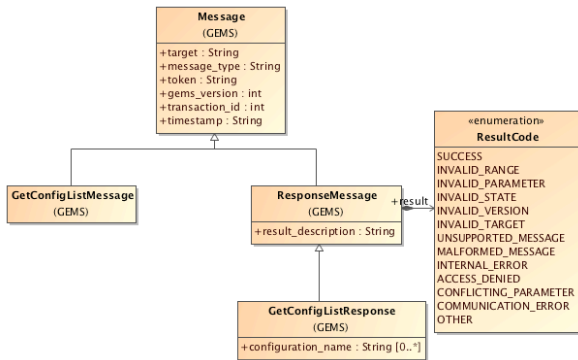 Message
(GEMS)
+target : String
+message_type : String
+token : String
+gems_version : int
+transaction_id : int
+timestamp : String
GetConfigListMessage
(GEMS)
ResponseMessage
(GEMS)
+result_description : String
+result
«enumeration»
ResultCode
SUCCESS
INVALID_RANGE
INVALID_PARAMETER
INVALID_STATE
INVALID_VERSION
INVALID_TARGET
UNSUPPORTED_MESSAGE
MALFORMED_MESSAGE
INTERNAL_ERROR
ACCESS_DENIED
CONFLICTING_PARAMETER
COMMUNICATION_ERROR
OTHER
GetConfigListResponse
(GEMS)
+configuration_name : String [0..*]